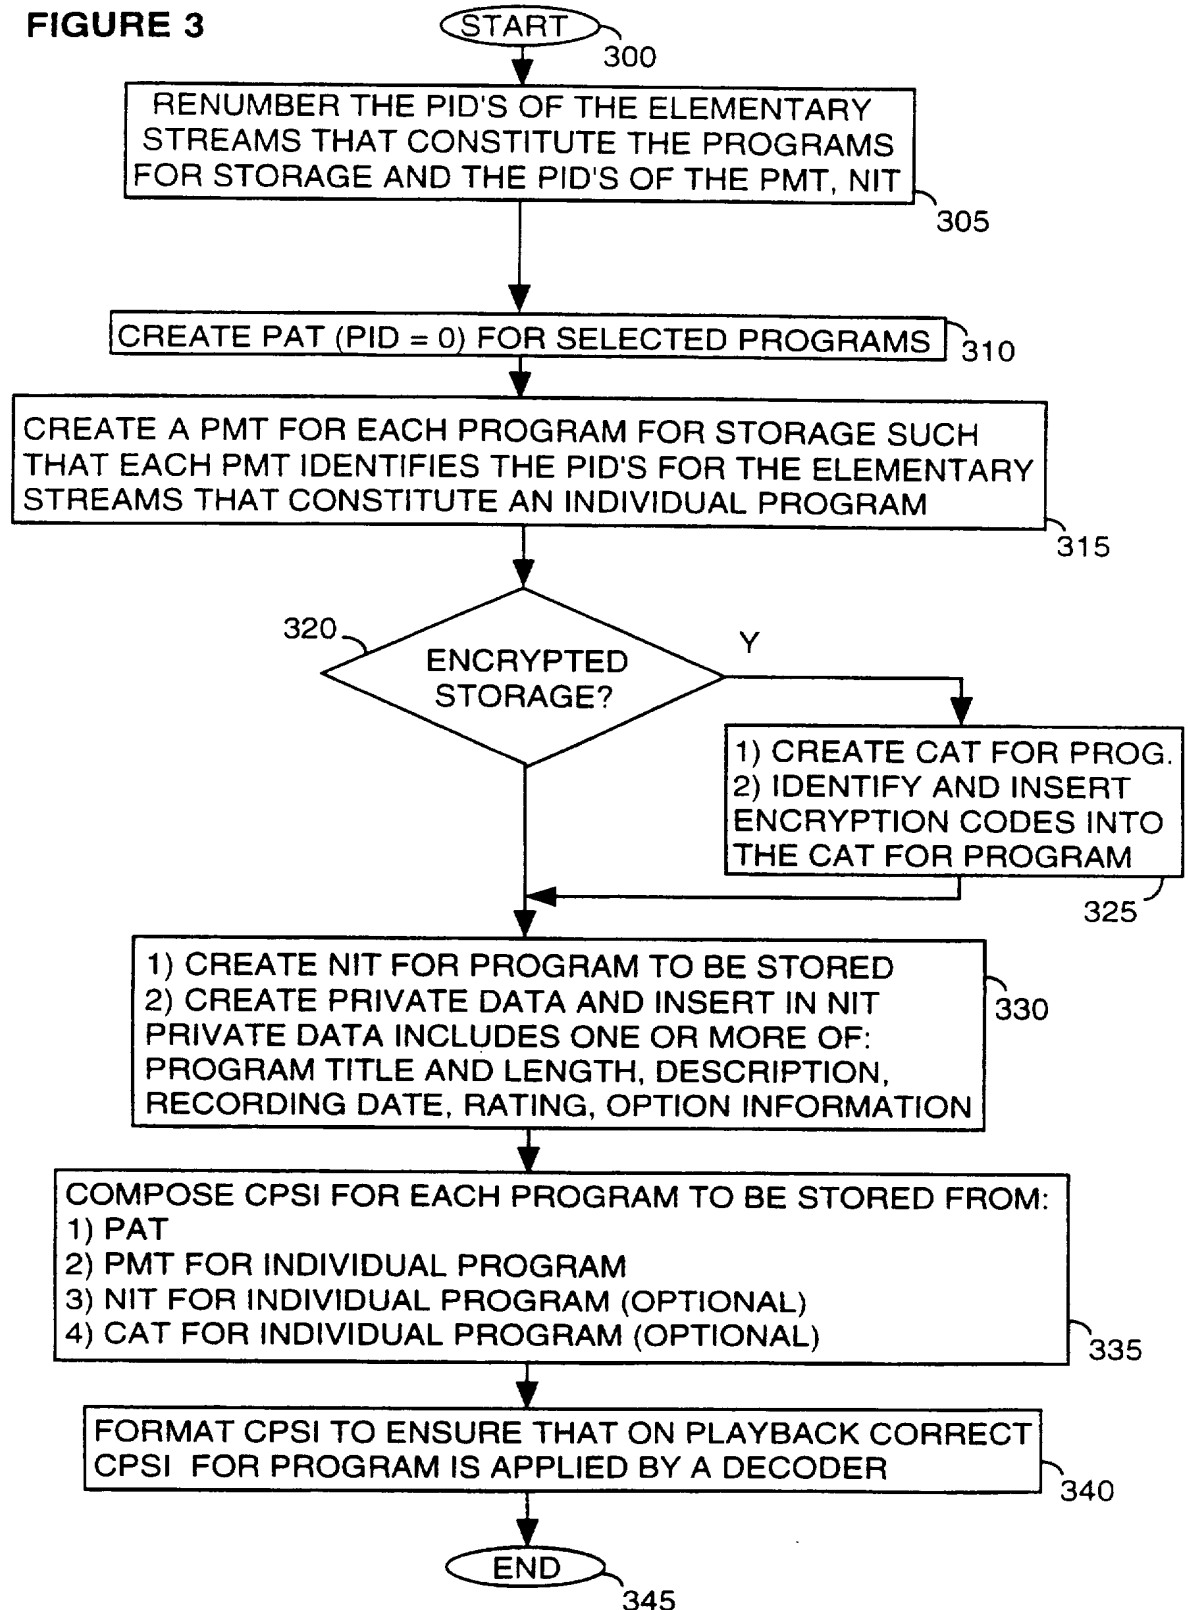 FIGURE 3
START
300
RENUMBER THE PID'S OF THE ELEMENTARY
STREAMS THAT CONSTITUTE THE PROGRAMS
FOR STORAGE AND THE PID'S OF THE PMT, NIT
305
CREATE PAT (PID = 0) FOR SELECTED PROGRAMS
310
CREATE A PMT FOR EACH PROGRAM FOR STORAGE SUCH
THAT EACH PMT IDENTIFIES THE PID'S FOR THE ELEMENTARY
STREAMS THAT CONSTITUTE AN INDIVIDUAL PROGRAM
315
320
ENCRYPTED
STORAGE?
Y
1) CREATE CAT FOR PROG.
2) IDENTIFY AND INSERT
ENCRYPTION CODES INTO
THE CAT FOR PROGRAM
325
1) CREATE NIT FOR PROGRAM TO BE STORED
2) CREATE PRIVATE DATA AND INSERT IN NIT
PRIVATE DATA INCLUDES ONE OR MORE OF:
PROGRAM TITLE AND LENGTH, DESCRIPTION,
RECORDING DATE, RATING, OPTION INFORMATION
330
COMPOSE CPSI FOR EACH PROGRAM TO BE STORED FROM:
1) PAT
2) PMT FOR INDIVIDUAL PROGRAM
3) NIT FOR INDIVIDUAL PROGRAM (OPTIONAL)
4) CAT FOR INDIVIDUAL PROGRAM (OPTIONAL)
335
FORMAT CPSI TO ENSURE THAT ON PLAYBACK CORRECT
CPSI FOR PROGRAM IS APPLIED BY A DECODER
340
END
345